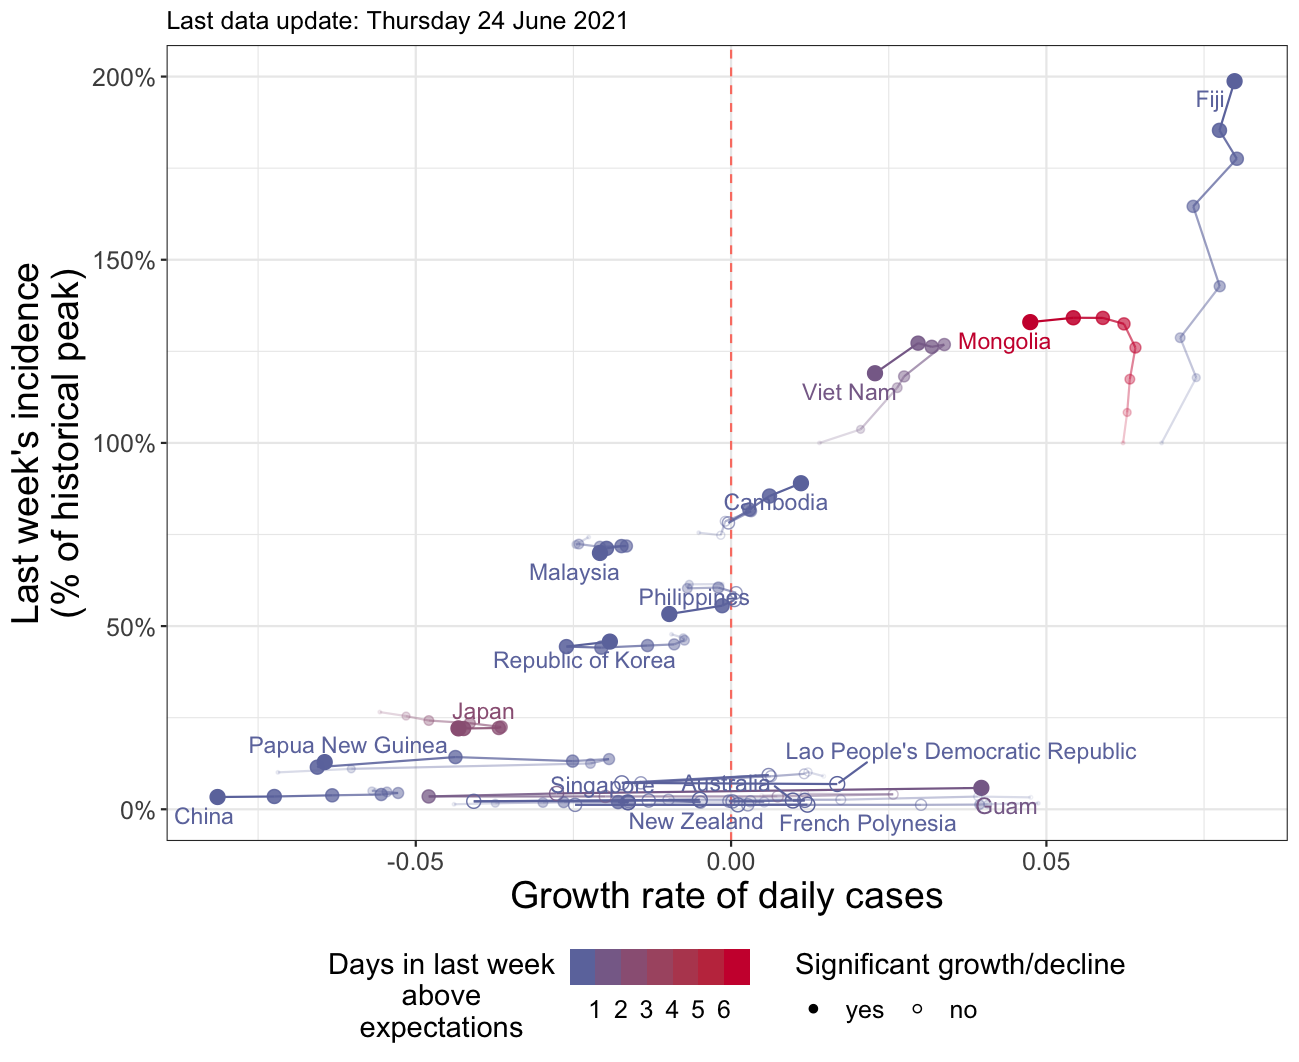 Last data update: Thursday 24 June 2021
Last week's incidence
(% of historical peak)
200%
150%
100%
50%
0%
Fiji
Mongolia
Viet Nam
Cambodia
Malaysia
Philippines
Republic of Korea
Japan
Papua New Guinea
Lao People's Democratic Republic
Singapore
Australia
China
New Zealand
French Polynesia
Guam
-0.05
0.00
0.05
Growth rate of daily cases
Days in last week
above
expectations
1 2 3 4 5 6
Significant growth/decline
yes
no